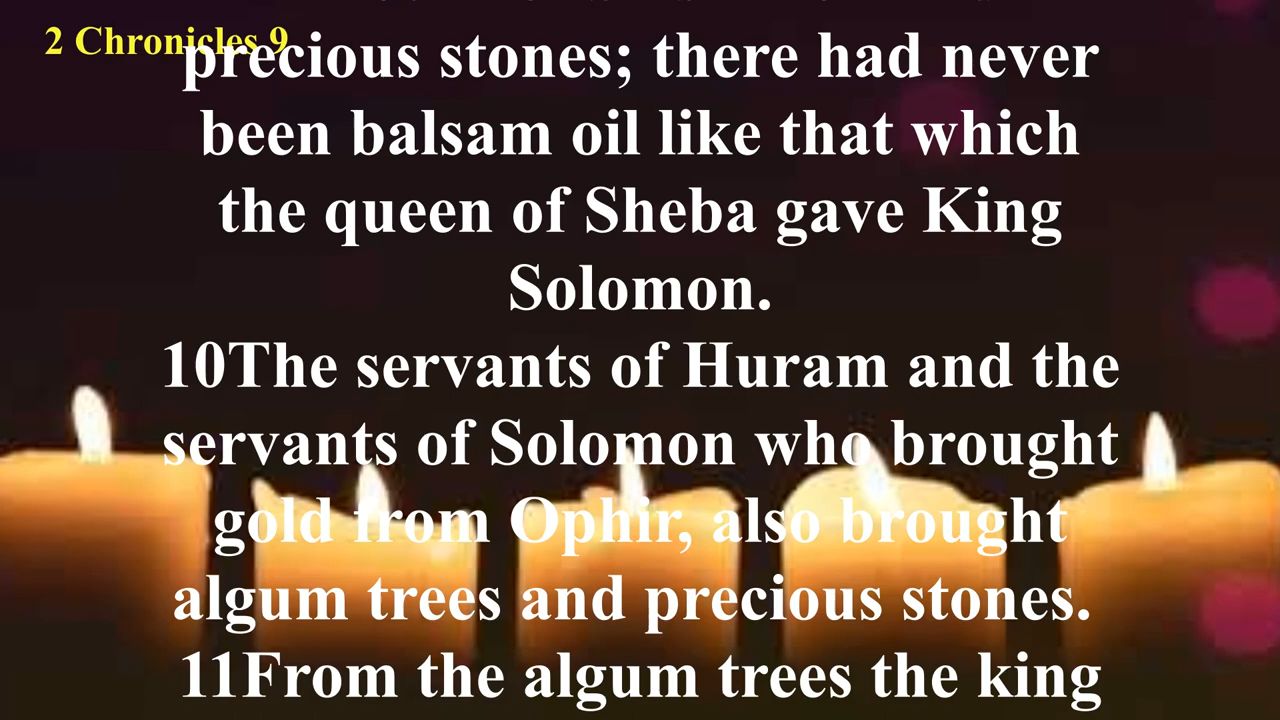 2 Chronicles 9
precious stones; there had never
been balsam oil like that which
the queen of Sheba gave King
Solomon.
10The servants of Huram and the
servants of Solomon who brought
gold from Ophir, also brought
algum trees and precious stones.
11From the algum trees the king